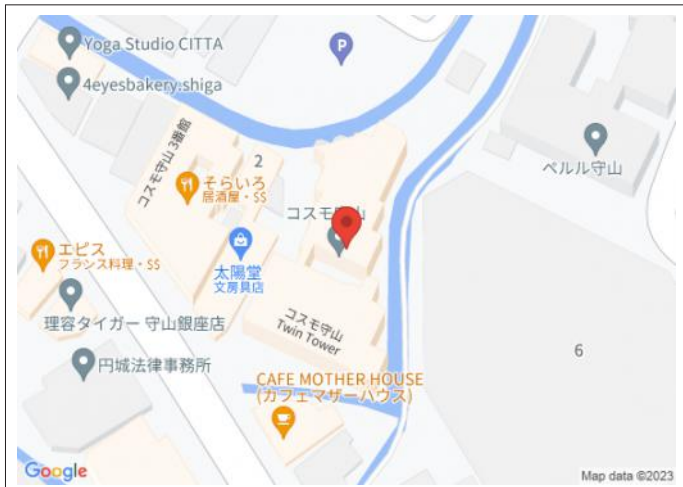 Yoga Studio CITTA
P
4eyesbakery.shiga
コスモ守山 3番館
2
ベルル守山
そらいろ
居酒屋・$$
コスモ守山
エピス
フランス料理・$$
太陽堂
文房具店
コスモ守山
Twin Tower
理容タイガー 守山銀座店
6
円城法律事務所
CAFE MOTHER HOUSE
(カフェマザーハウス)
Google
Map data ©2023